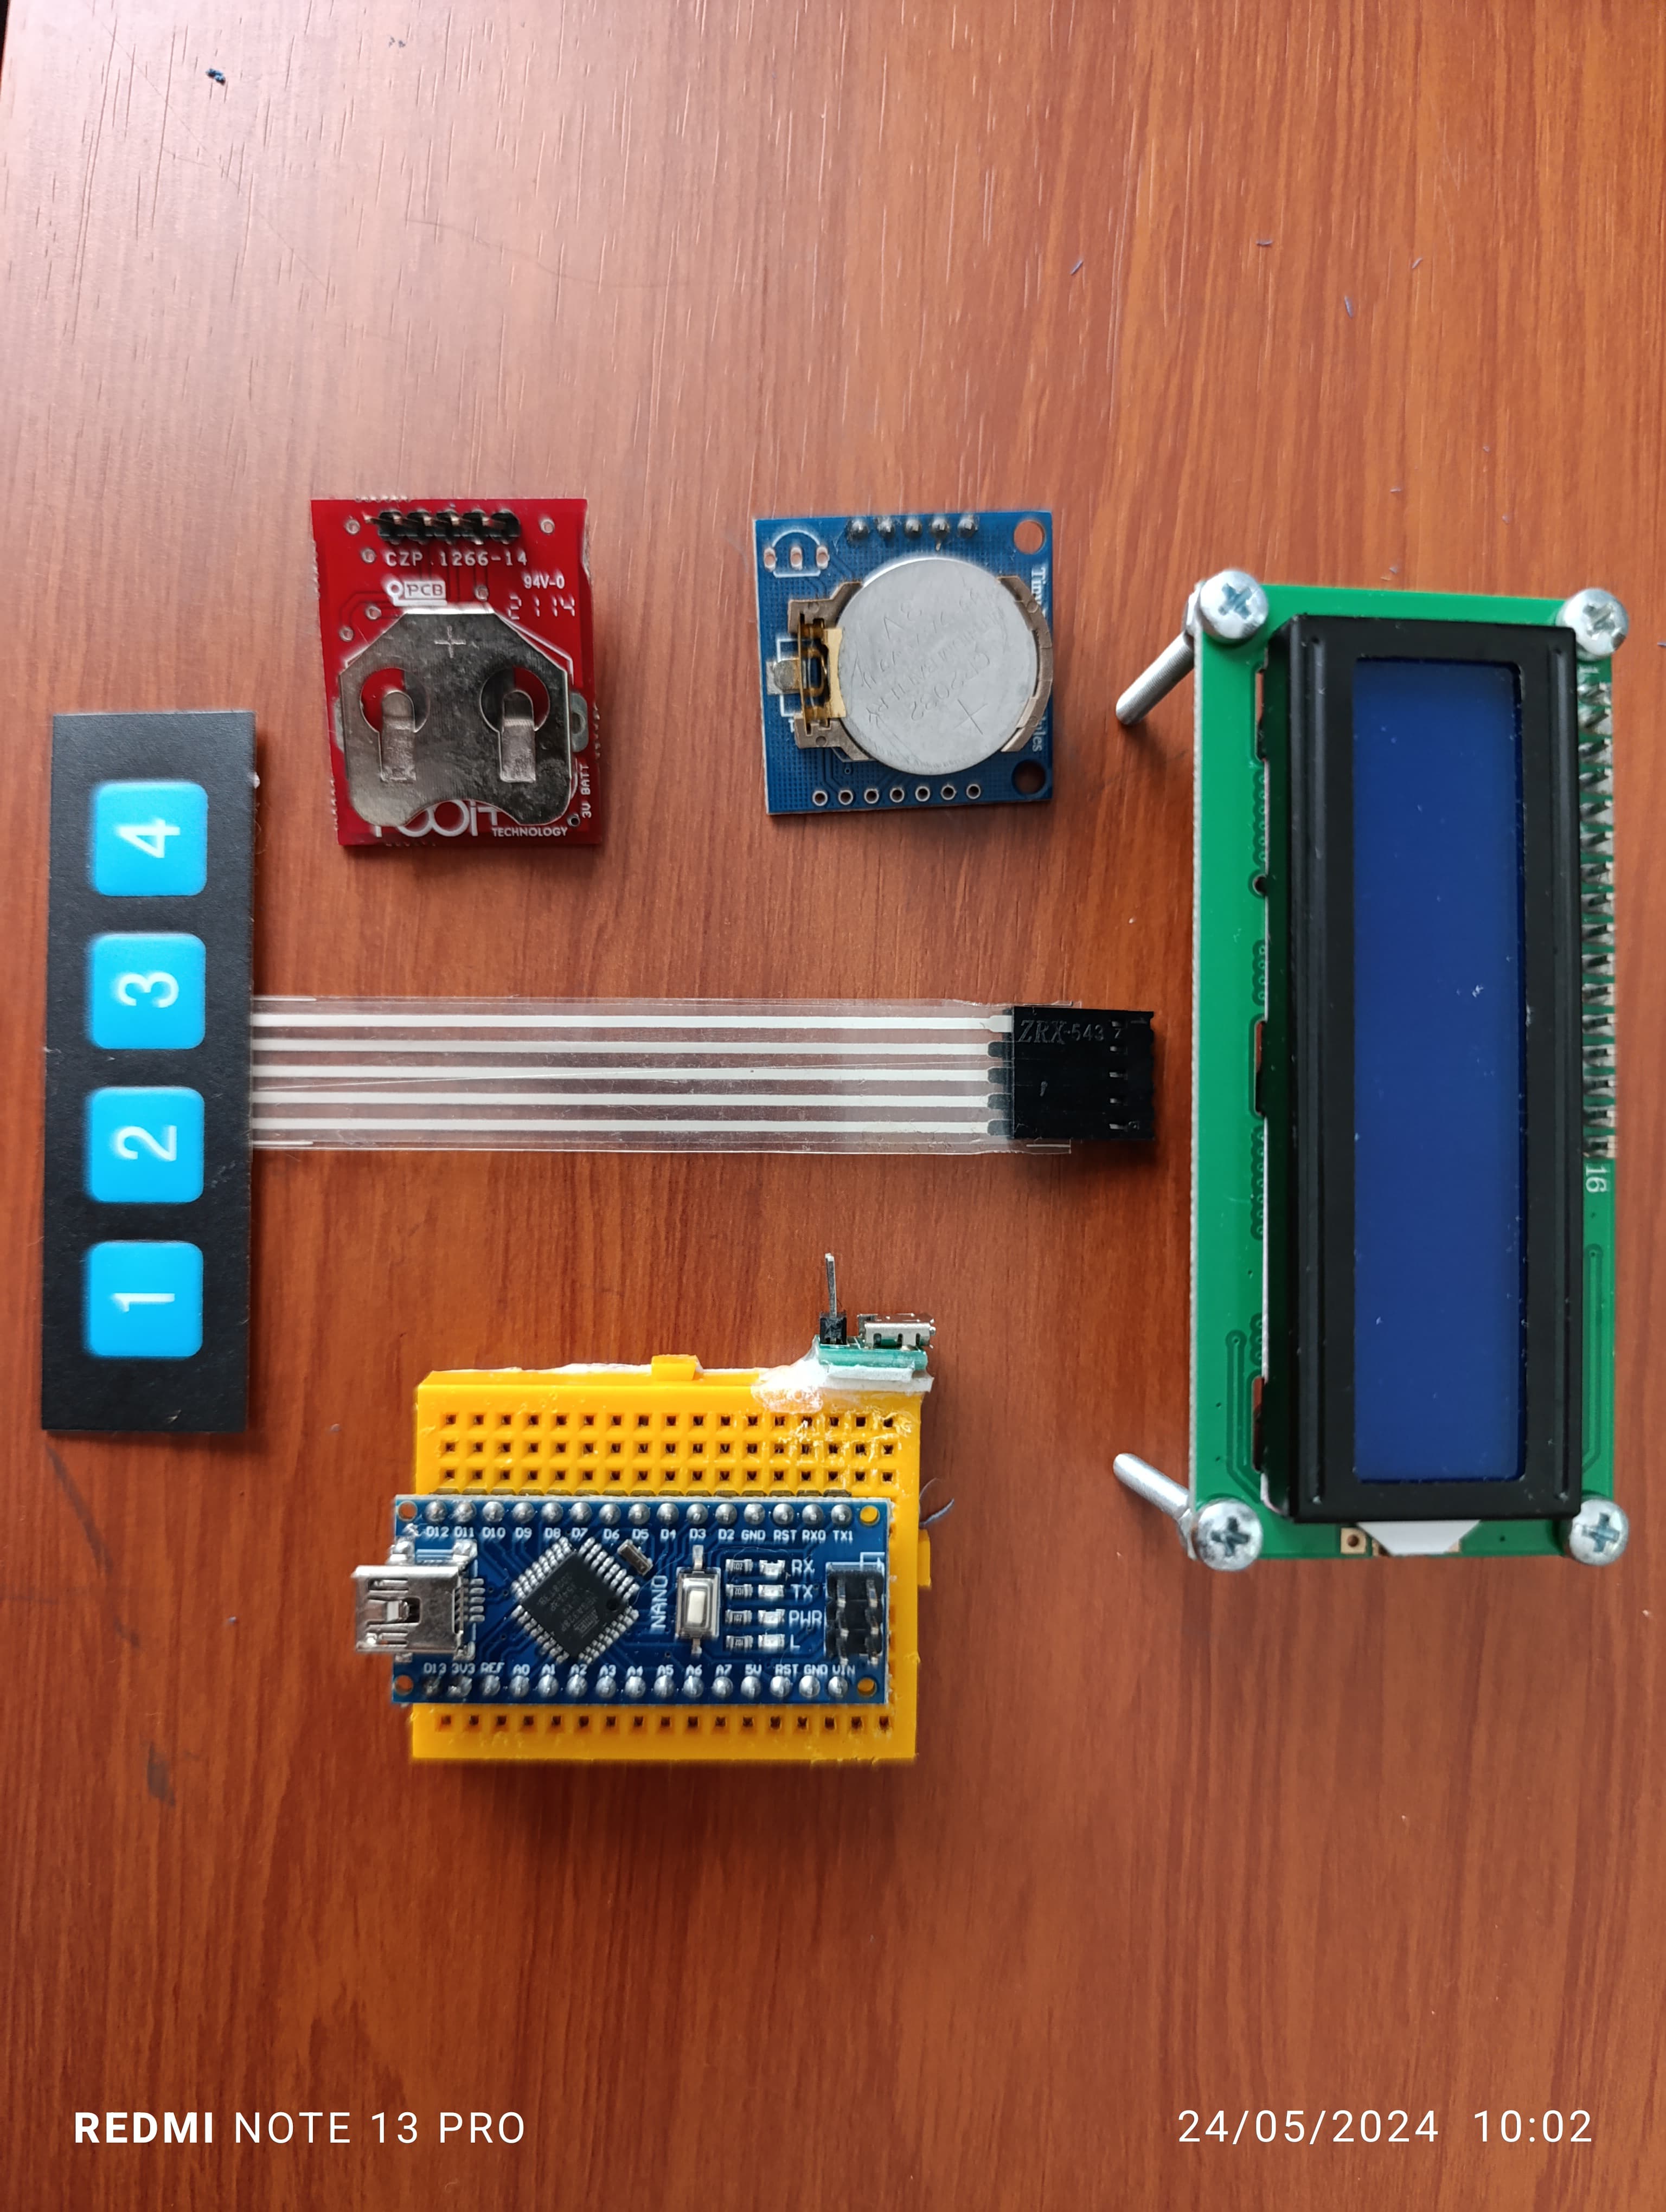 CZP 1266-14
94V-0
PCB
2114
3V BATT
TECHNOLOGY
4
3
2
1
ZRX-543
16
D12 D11 D10 D9 D8 D7 D6 D5 D4 D3 D2 GND RST RX0 TX1
RX
TX
PWR
L
NANO
D13 3V3 REF A0 A1 A2 A3 A4 A5 A6 A7 5V RST GND VIN
REDMI NOTE 13 PRO
24/05/2024 10:02